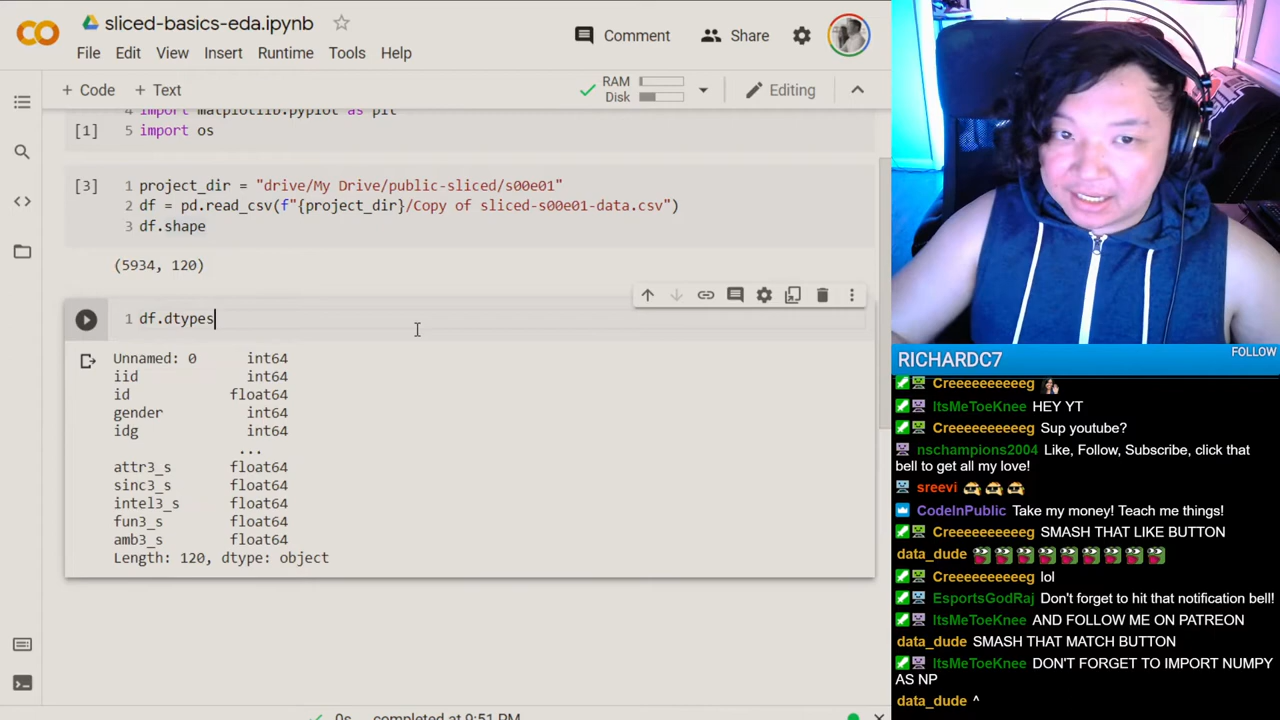 sliced-basics-eda.ipynb
File Edit View Insert Runtime Tools Help
Comment Share
+ Code + Text
RAM
Disk
Editing
4 import matplotlib.pyplot as plt
[1] 5 import os
[3] 1 project_dir = "drive/My Drive/public-sliced/s00e01"
2 df = pd.read_csv(f"{project_dir}/Copy of sliced-s00e01-data.csv")
3 df.shape
(5934, 120)
1 df.dtypes
Unnamed: 0 int64
iid int64
id float64
gender int64
idg int64
...
attr3_s float64
sinc3_s float64
intel3_s float64
fun3_s float64
amb3_s float64
Length: 120, dtype: object
0s completed at 9:51 PM
RICHARDC7 FOLLOW
Creeeeeeeeeeg
ItsMeToeKnee HEY YT
Creeeeeeeeeeg Sup youtube?
nschampions2004 Like, Follow, Subscribe, click that
bell to get all my love!
sreevi
CodeInPublic Take my money! Teach me things!
Creeeeeeeeeeg SMASH THAT LIKE BUTTON
data_dude
Creeeeeeeeeeg lol
EsportsGodRaj Don't forget to hit that notification bell!
ItsMeToeKnee AND FOLLOW ME ON PATREON
data_dude SMASH THAT MATCH BUTTON
ItsMeToeKnee DON'T FORGET TO IMPORT NUMPY
AS NP
data_dude ^